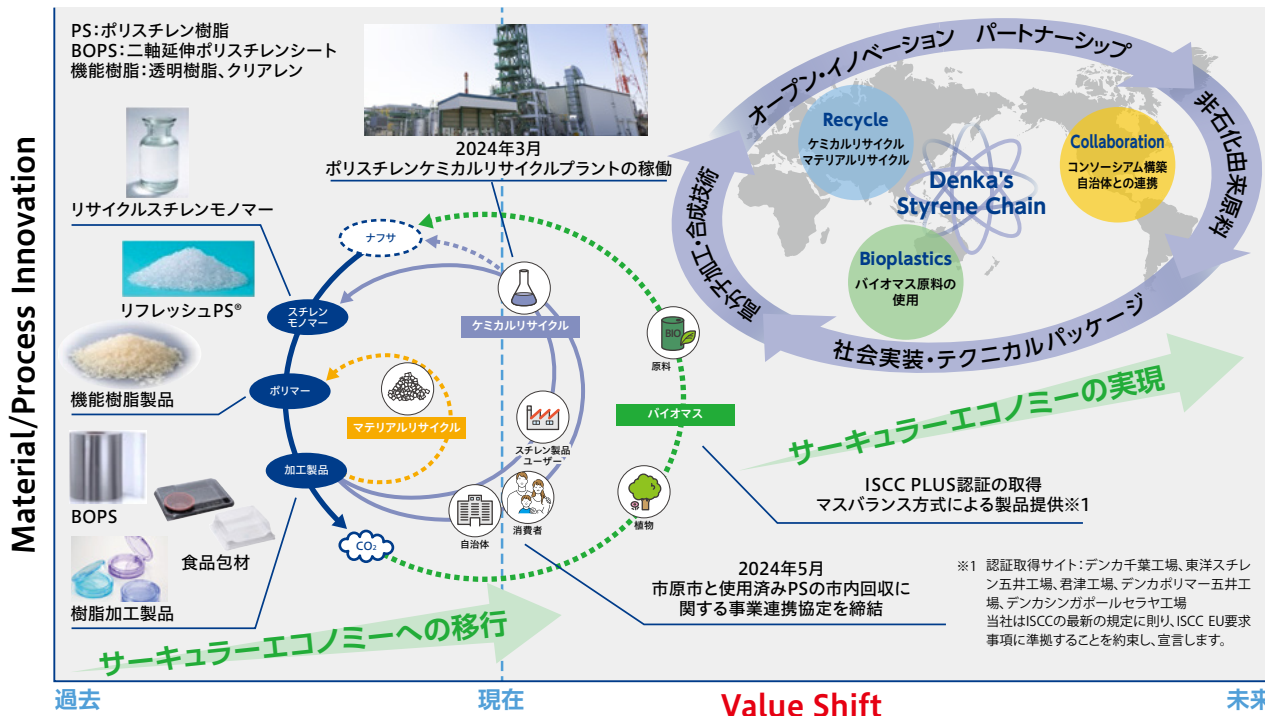 PS：ポリスチレン樹脂
BOPS：二軸延伸ポリスチレンシート
機能樹脂：透明樹脂、クリアレン
2024年3月
ポリスチレンケミカルリサイクルプラントの稼働
リサイクルスチレンモノマー
リフレッシュPS®
機能樹脂製品
BOPS
食品包材
樹脂加工製品
ナフサ
スチレン
モノマー
ポリマー
加工製品
CO₂
マテリアルリサイクル
ケミカルリサイクル
スチレン製品
ユーザー
自治体
消費者
BIO
原料
バイオマス
植物
オープン・イノベーション パートナーシップ
非石化由来原料
社会実装・テクニカルパッケージ
高分子加工・合成技術
Recycle
ケミカルリサイクル
マテリアルリサイクル
Collaboration
コンソーシアム構築
自治体との連携
Denka's
Styrene Chain
Bioplastics
バイオマス原料の
使用
サーキュラーエコノミーの実現
ISCC PLUS認証の取得
マスバランス方式による製品提供※1
2024年5月
市原市と使用済みPSの市内回収に
関する事業連携協定を締結
※1 認証取得サイト：デンカ千葉工場、東洋スチレ
ン五井工場、君津工場、デンカポリマー五井工
場、デンカシンガポールセラヤ工場
当社はISCCの最新の規定に則り、ISCC EU要求
事項に準拠することを約束し、宣言します。
サーキュラーエコノミーへの移行
Material/Process Innovation
過去
現在
Value Shift
未来